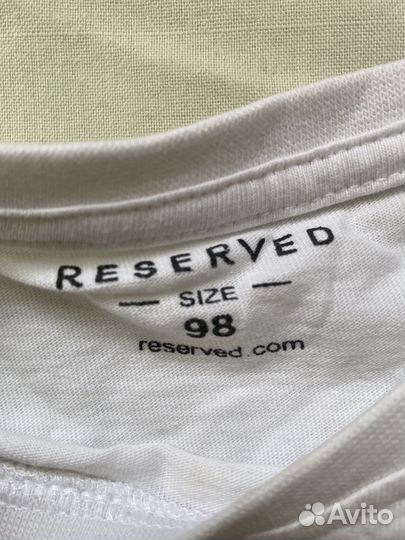 RESERVED
— SIZE —
98
reserved.com
Avito